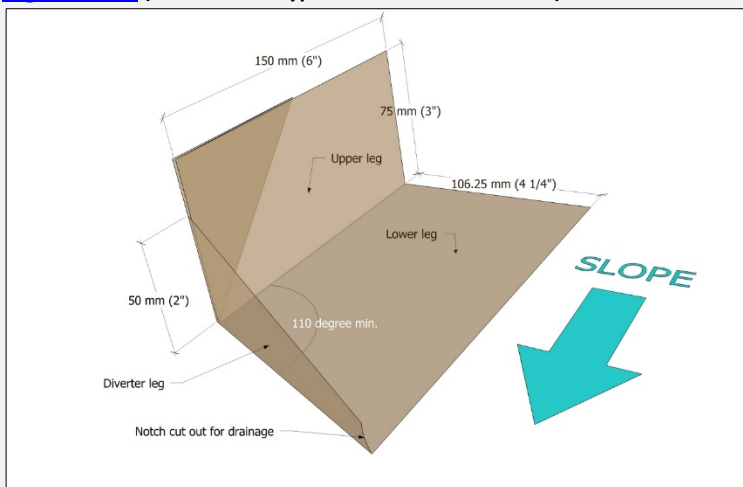 150 mm (6")
75 mm (3")
Upper leg
106.25 mm (4 1/4")
Lower leg
SLOPE
50 mm (2")
110 degree min.
Diverter leg
Notch cut out for drainage